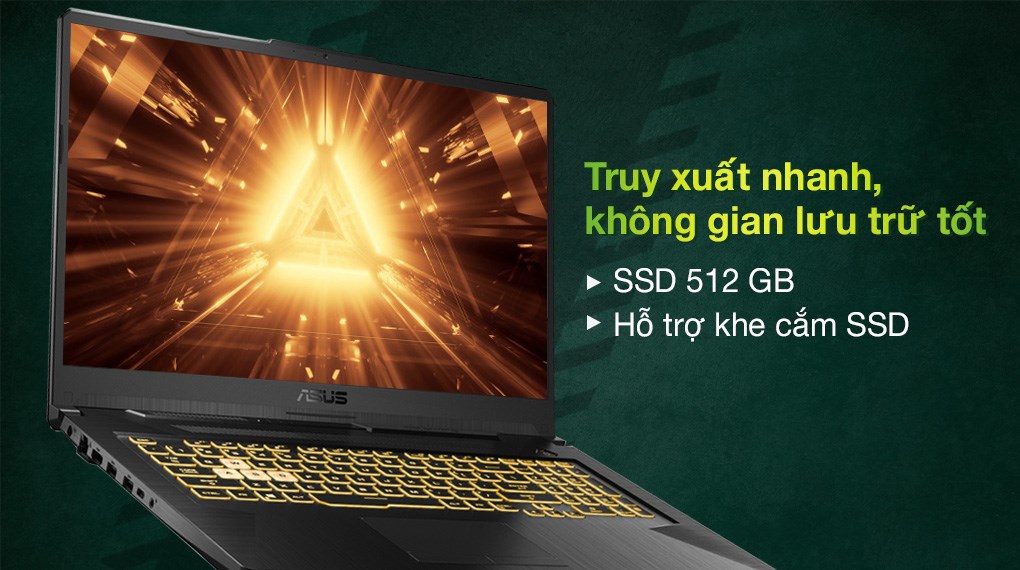 Truy xuất nhanh,
không gian lưu trữ tốt
► SSD 512 GB
► Hỗ trợ khe cắm SSD
ASUS